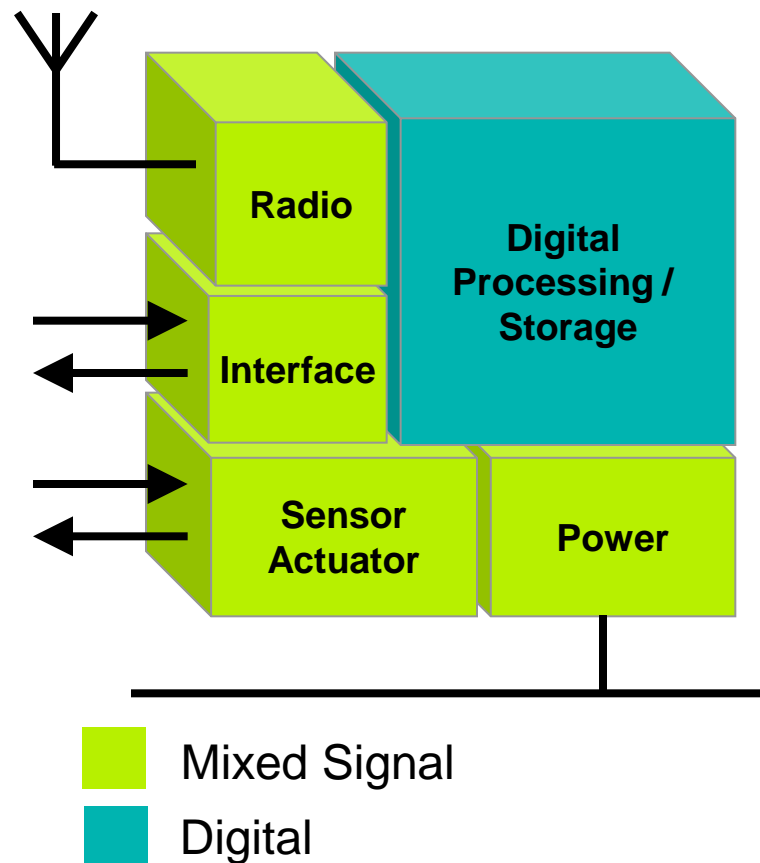 Radio
Digital
Processing /
Storage
Interface
Sensor
Actuator
Power
Mixed Signal
Digital